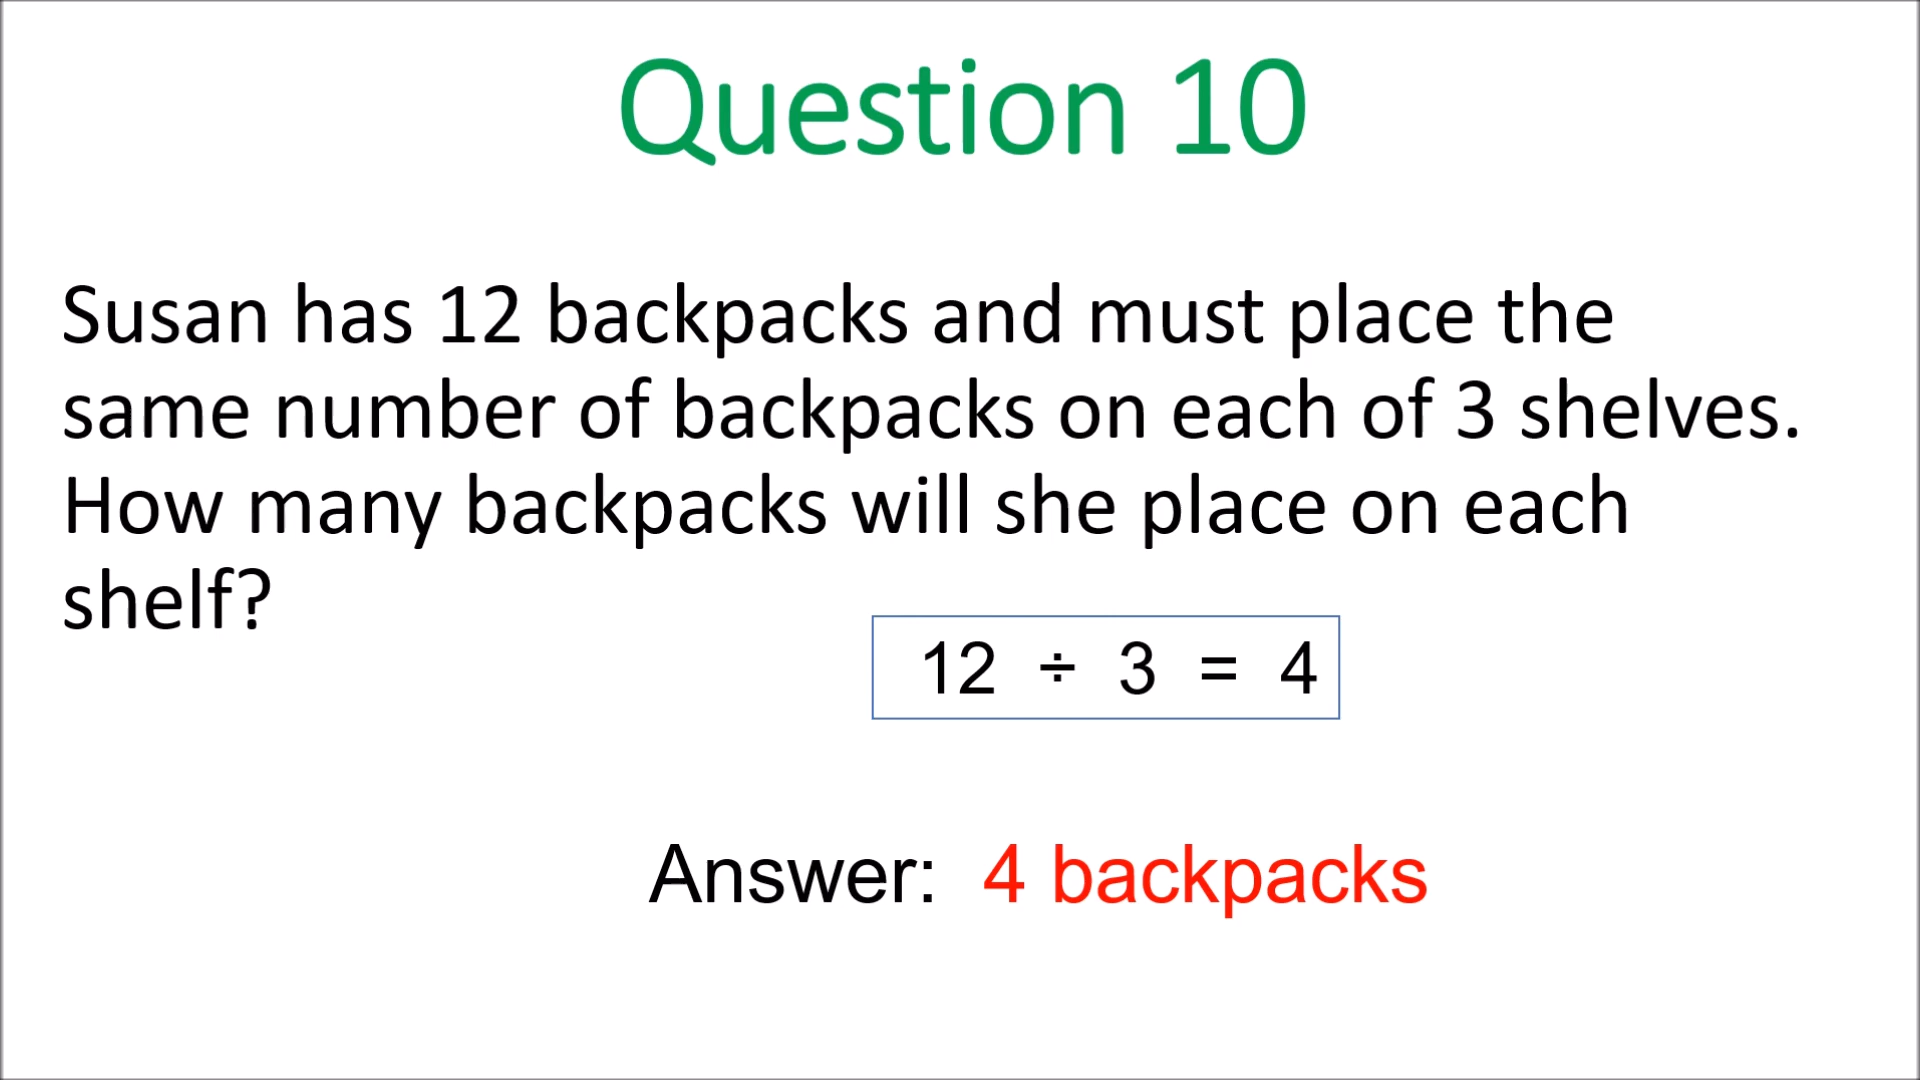 Question 10
Susan has 12 backpacks and must place the
same number of backpacks on each of 3 shelves.
How many backpacks will she place on each
shelf?
12 ÷ 3 = 4
Answer: 4 backpacks